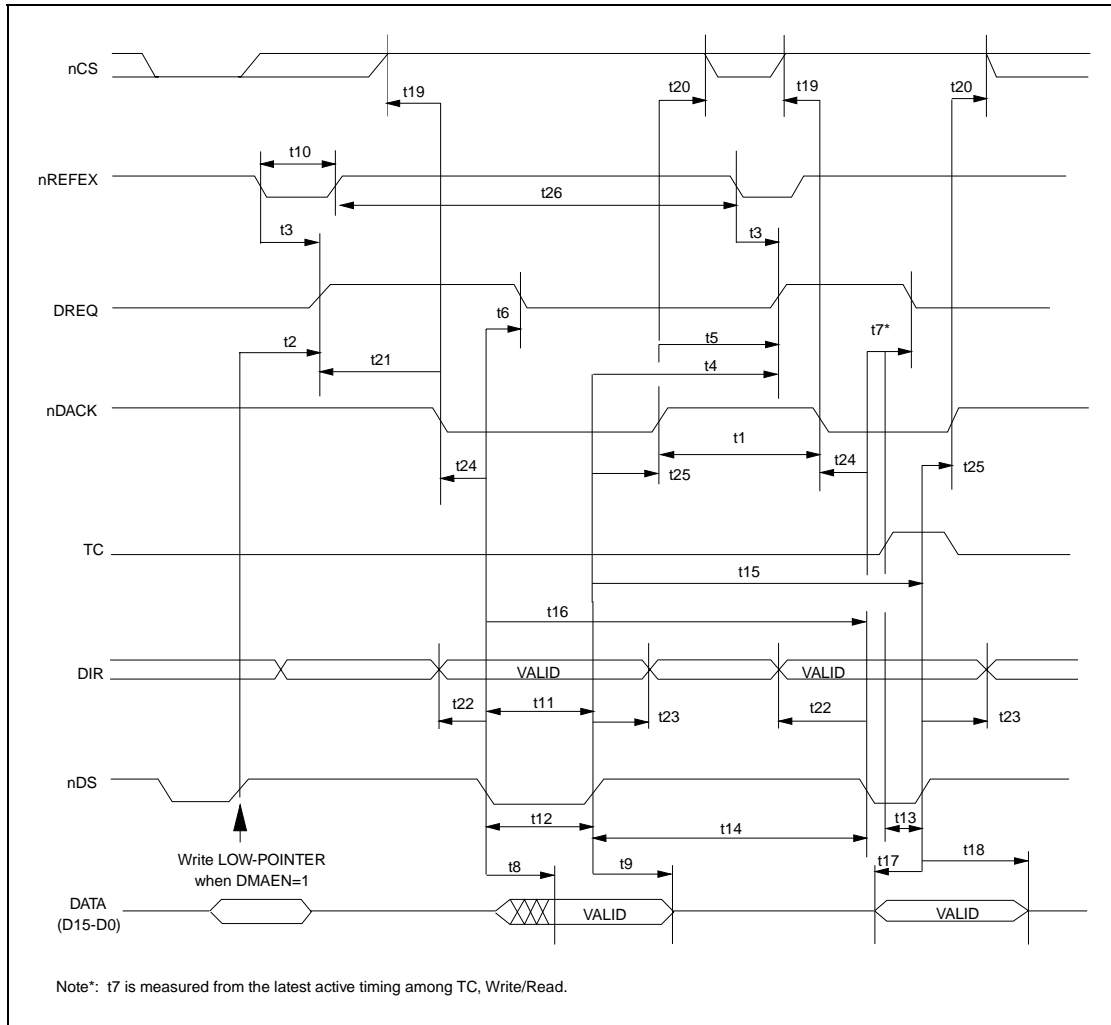 nCS
t19
t20
t19
t20
t10
nREFEX
t26
t3
t3
DREQ
t6
t7*
t2
t5
t21
t4
nDACK
t1
t24
t25
t24
t25
TC
t15
t16
DIR
VALID
VALID
t22
t11
t23
t22
t23
nDS
t12
t14
t13
Write LOW-POINTER
when DMAEN=1
t8
t9
t17
t18
DATA
(D15-D0)
VALID
VALID
Note*: t7 is measured from the latest active timing among TC, Write/Read.